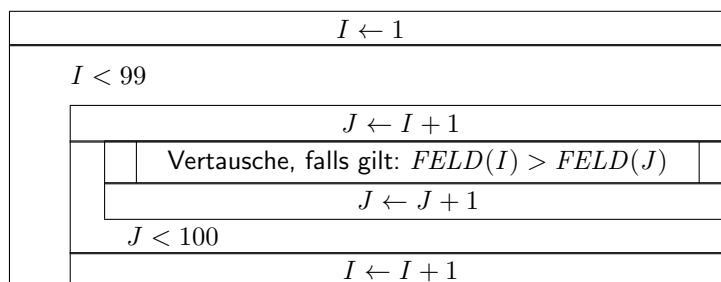 I ← 1
I < 99
J ← I + 1
Vertausche, falls gilt: FELD(I) > FELD(J)
J ← J + 1
J < 100
I ← I + 1